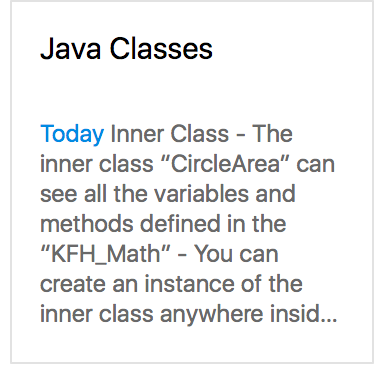 Java Classes
Today Inner Class - The
inner class “CircleArea” can
see all the variables and
methods defined in the
“KFH_Math” - You can
create an instance of the
inner class anywhere insid...